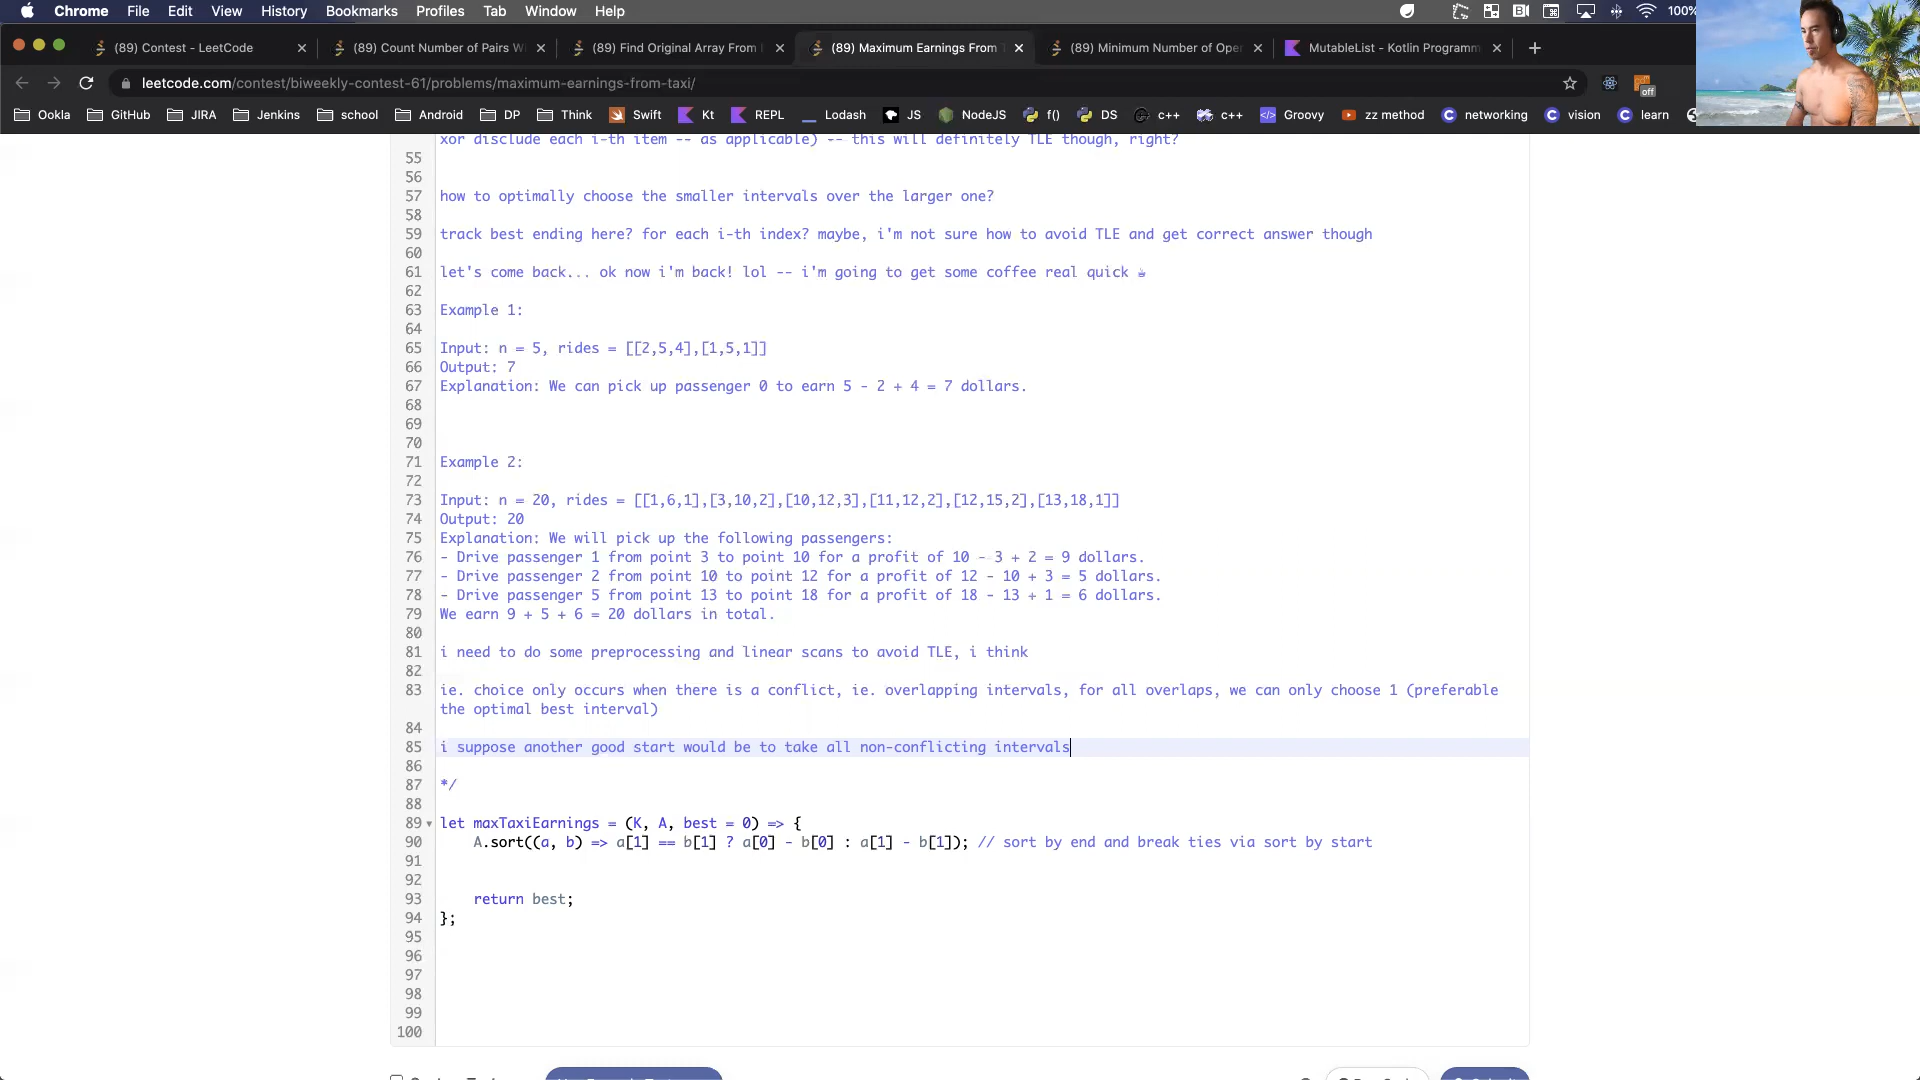 Chrome File Edit View History Bookmarks Profiles Tab Window Help 100%
(89) Contest - LeetCode (89) Count Number of Pairs W (89) Find Original Array From (89) Maximum Earnings From (89) Minimum Number of Oper MutableList - Kotlin Programm
leetcode.com/contest/biweekly-contest-61/problems/maximum-earnings-from-taxi/ off
Ookla GitHub JIRA Jenkins school Android DP Think Swift Kt REPL Lodash JS NodeJS f() DS c++ c++ Groovy zz method networking vision learn
xor disclude each i-th item -- as applicable) -- this will definitely TLE though, right?
55
56
57 how to optimally choose the smaller intervals over the larger one?
58
59 track best ending here? for each i-th index? maybe, i'm not sure how to avoid TLE and get correct answer though
60
61 let's come back... ok now i'm back! lol -- i'm going to get some coffee real quick ☕
62
63 Example 1:
64
65 Input: n = 5, rides = [[2,5,4],[1,5,1]]
66 Output: 7
67 Explanation: We can pick up passenger 0 to earn 5 - 2 + 4 = 7 dollars.
68
69
70
71 Example 2:
72
73 Input: n = 20, rides = [[1,6,1],[3,10,2],[10,12,3],[11,12,2],[12,15,2],[13,18,1]]
74 Output: 20
75 Explanation: We will pick up the following passengers:
76 - Drive passenger 1 from point 3 to point 10 for a profit of 10 - 3 + 2 = 9 dollars.
77 - Drive passenger 2 from point 10 to point 12 for a profit of 12 - 10 + 3 = 5 dollars.
78 - Drive passenger 5 from point 13 to point 18 for a profit of 18 - 13 + 1 = 6 dollars.
79 We earn 9 + 5 + 6 = 20 dollars in total.
80
81 i need to do some preprocessing and linear scans to avoid TLE, i think
82
83 ie. choice only occurs when there is a conflict, ie. overlapping intervals, for all overlaps, we can only choose 1 (preferable
the optimal best interval)
84
85 i suppose another good start would be to take all non-conflicting intervals
86
87 */
88
89 let maxTaxiEarnings = (K, A, best = 0) => {
90 A.sort((a, b) => a[1] == b[1] ? a[0] - b[0] : a[1] - b[1]); // sort by end and break ties via sort by start
91
92
93 return best;
94 };
95
96
97
98
99
100